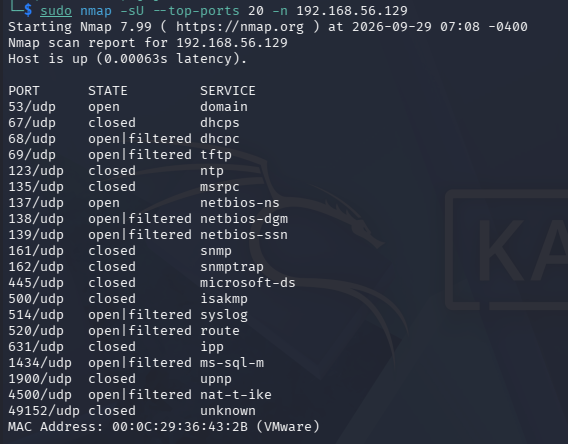 └─$ sudo nmap -sU --top-ports 20 -n 192.168.56.129
Starting Nmap 7.99 ( https://nmap.org ) at 2026-09-29 07:08 -0400
Nmap scan report for 192.168.56.129
Host is up (0.00063s latency).

PORT      STATE         SERVICE
53/udp    open          domain
67/udp    closed        dhcps
68/udp    open|filtered dhcpc
69/udp    open|filtered tftp
123/udp   closed        ntp
135/udp   closed        msrpc
137/udp   open          netbios-ns
138/udp   open|filtered netbios-dgm
139/udp   open|filtered netbios-ssn
161/udp   closed        snmp
162/udp   closed        snmptrap
445/udp   closed        microsoft-ds
500/udp   closed        isakmp
514/udp   open|filtered syslog
520/udp   open|filtered route
631/udp   closed        ipp
1434/udp  open|filtered ms-sql-m
1900/udp  closed        upnp
4500/udp  open|filtered nat-t-ike
49152/udp closed        unknown
MAC Address: 00:0C:29:36:43:2B (VMware)
KA